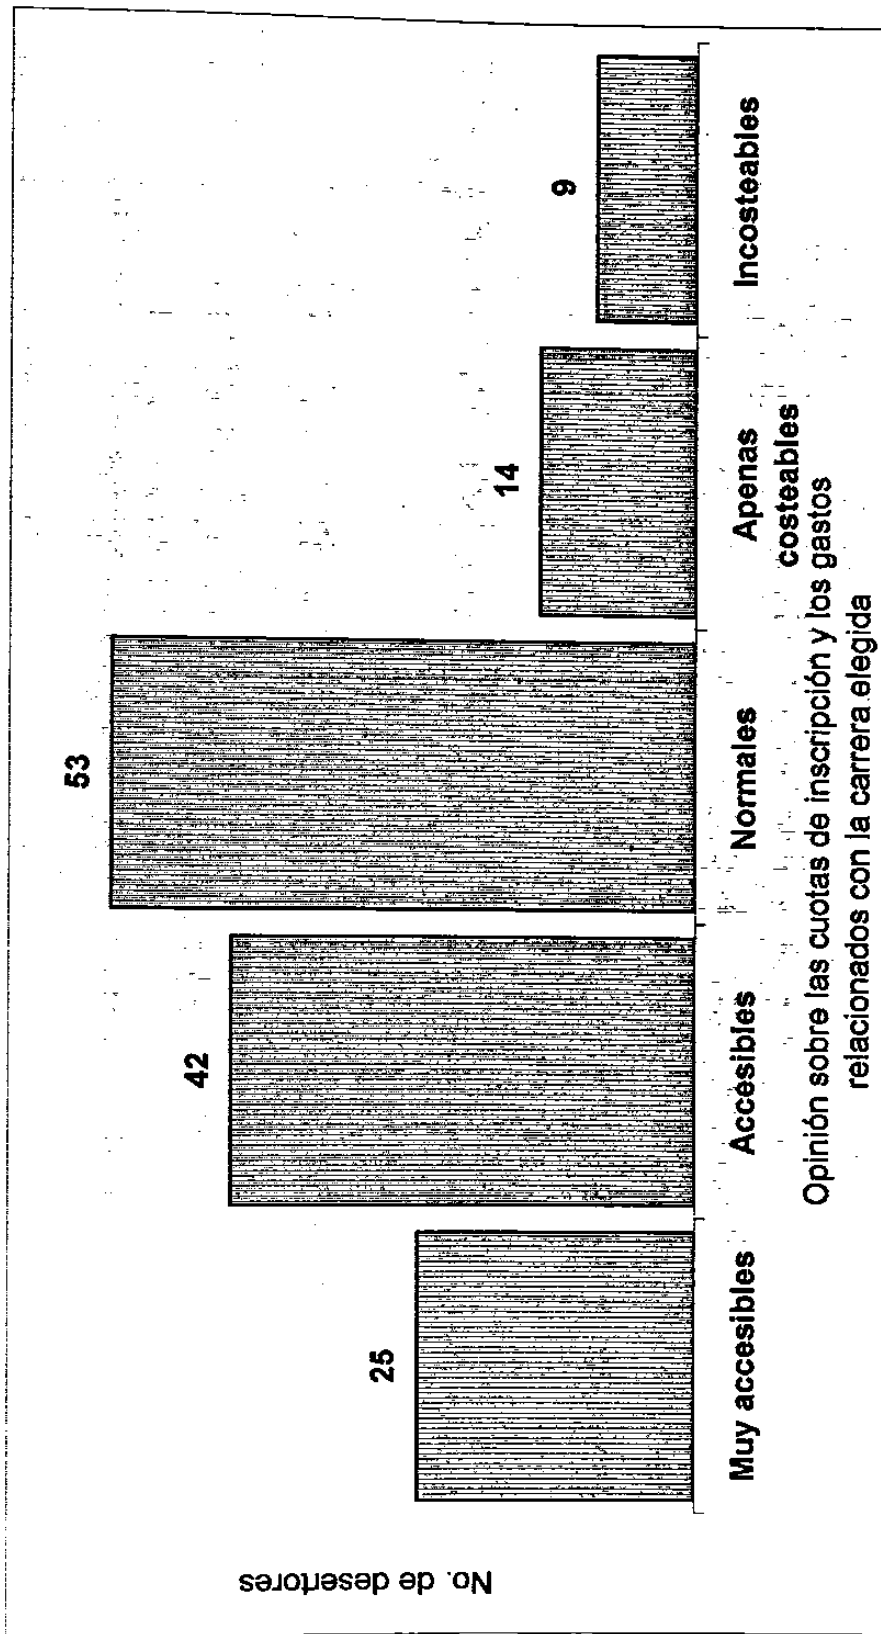 No. de desertores
25
42
53
14
9
Muy accesibles
Accesibles
Normales
Apenas
costeables
Incosteables
Opinión sobre las cuotas de inscripción y los gastos
relacionados con la carrera elegida